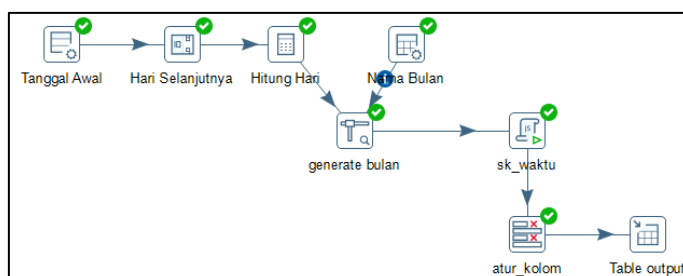 Tanggal Awal
Hari Selanjutnya
Hitung Hari
Nama Bulan
generate bulan
sk_waktu
atur_kolom
Table output